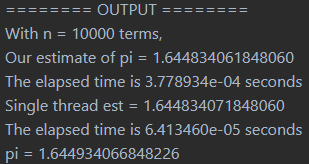 ======== OUTPUT ========
With n = 10000 terms,
Our estimate of pi = 1.644834061848060
The elapsed time is 3.778934e-04 seconds
Single thread est = 1.644834071848060
The elapsed time is 6.413460e-05 seconds
pi = 1.644934066848226